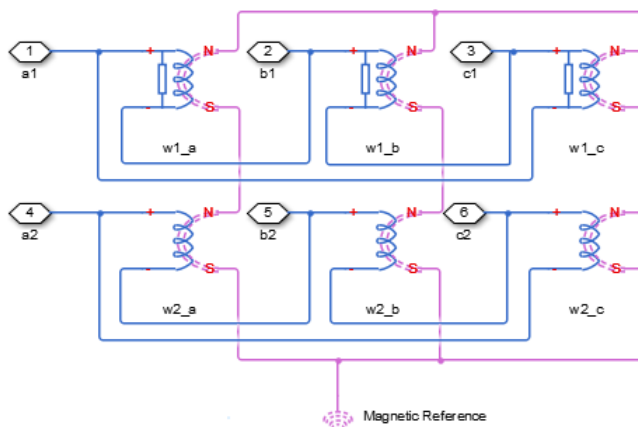 1 2 3
+ N + N + N
a1 b1 c1
- S - S - S
w1_a w1_b w1_c
4 + N 5 + N 6 + N
a2 b2 c2
- S - S - S
w2_a w2_b w2_c
Magnetic Reference